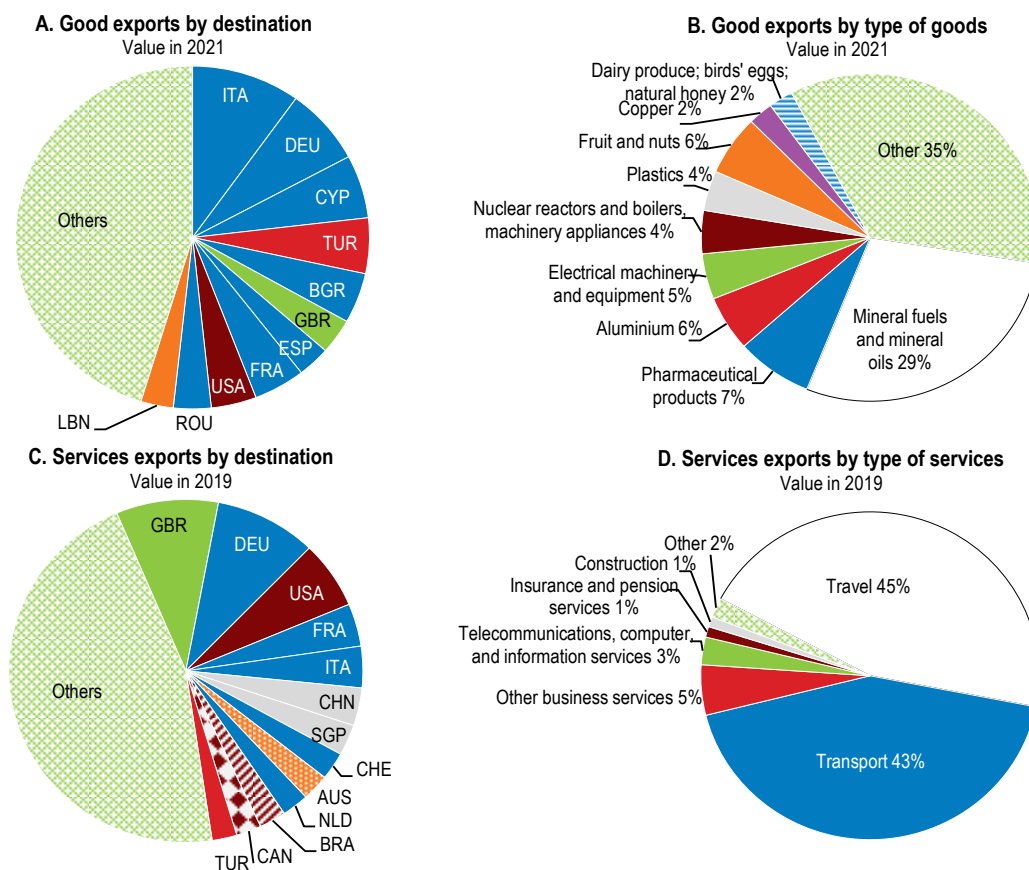 A. Good exports by destination
Value in 2021
ITA
DEU
CYP
TUR
BGR
GBR
ESP
FRA
USA
ROU
LBN
Others
B. Good exports by type of goods
Value in 2021
Dairy produce; birds' eggs;
natural honey 2%
Copper 2%
Fruit and nuts 6%
Plastics 4%
Nuclear reactors and boilers,
machinery appliances 4%
Electrical machinery
and equipment 5%
Aluminium 6%
Pharmaceutical
products 7%
Mineral fuels
and mineral
oils 29%
Other 35%
C. Services exports by destination
Value in 2019
GBR
DEU
USA
FRA
ITA
CHN
SGP
CHE
AUS
NLD
BRA
CAN
TUR
Others
D. Services exports by type of services
Value in 2019
Other 2%
Construction 1%
Insurance and pension
services 1%
Telecommunications, computer,
and information services 3%
Other business services 5%
Travel 45%
Transport 43%